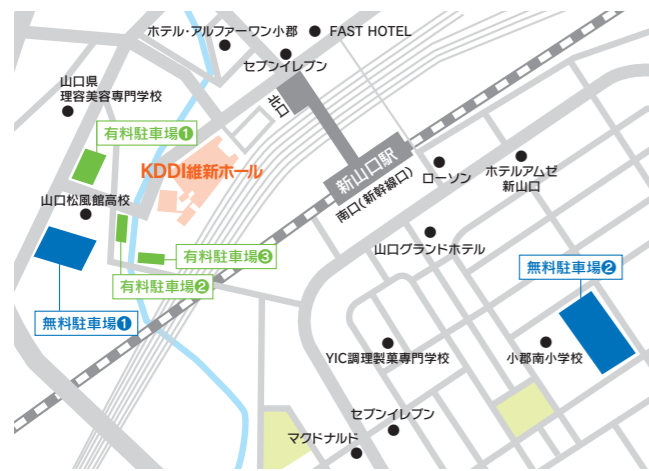 ホテル・アルファーワン小郡
FAST HOTEL
セブンイレブン
山口県
理容美容専門学校
北口
有料駐車場❶
KDDI維新ホール
新山口駅
南口(新幹線口)
ローソン
ホテルアムゼ
新山口
山口松風館高校
山口グランドホテル
有料駐車場❸
有料駐車場❷
無料駐車場❷
無料駐車場❶
YIC調理製菓専門学校
小郡南小学校
セブンイレブン
マクドナルド